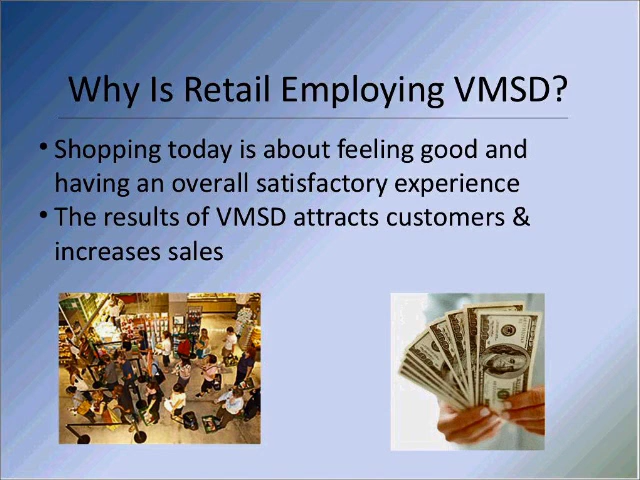 Why Is Retail Employing VMSD?
• Shopping today is about feeling good and
having an overall satisfactory experience
• The results of VMSD attracts customers &
increases sales